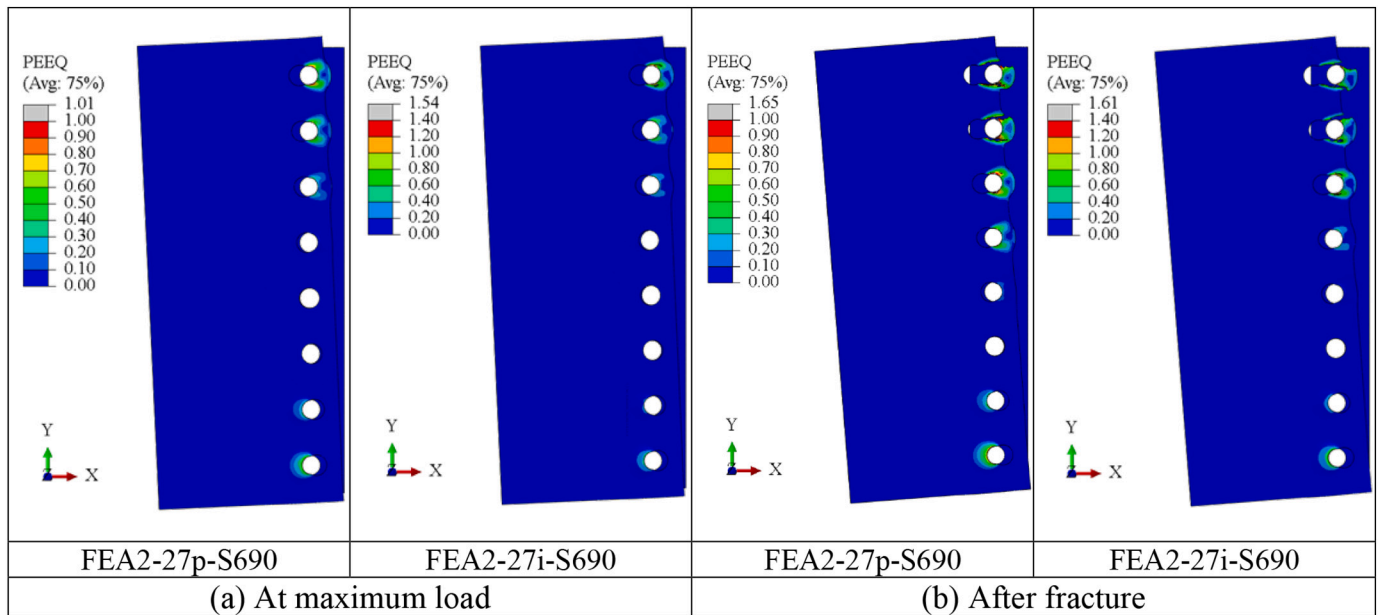 PEEQ
(Avg: 75%)
1.01
1.00
0.90
0.80
0.70
0.60
0.50
0.40
0.30
0.20
0.10
0.00
Y
X
PEEQ
(Avg: 75%)
1.54
1.40
1.20
1.00
0.80
0.60
0.40
0.20
0.00
Y
X
PEEQ
(Avg: 75%)
1.65
1.00
0.90
0.80
0.70
0.60
0.50
0.40
0.30
0.20
0.10
0.00
Y
X
PEEQ
(Avg: 75%)
1.61
1.40
1.20
1.00
0.80
0.60
0.40
0.20
0.00
Y
X
FEA2-27p-S690
FEA2-27i-S690
FEA2-27p-S690
FEA2-27i-S690
(a) At maximum load
(b) After fracture